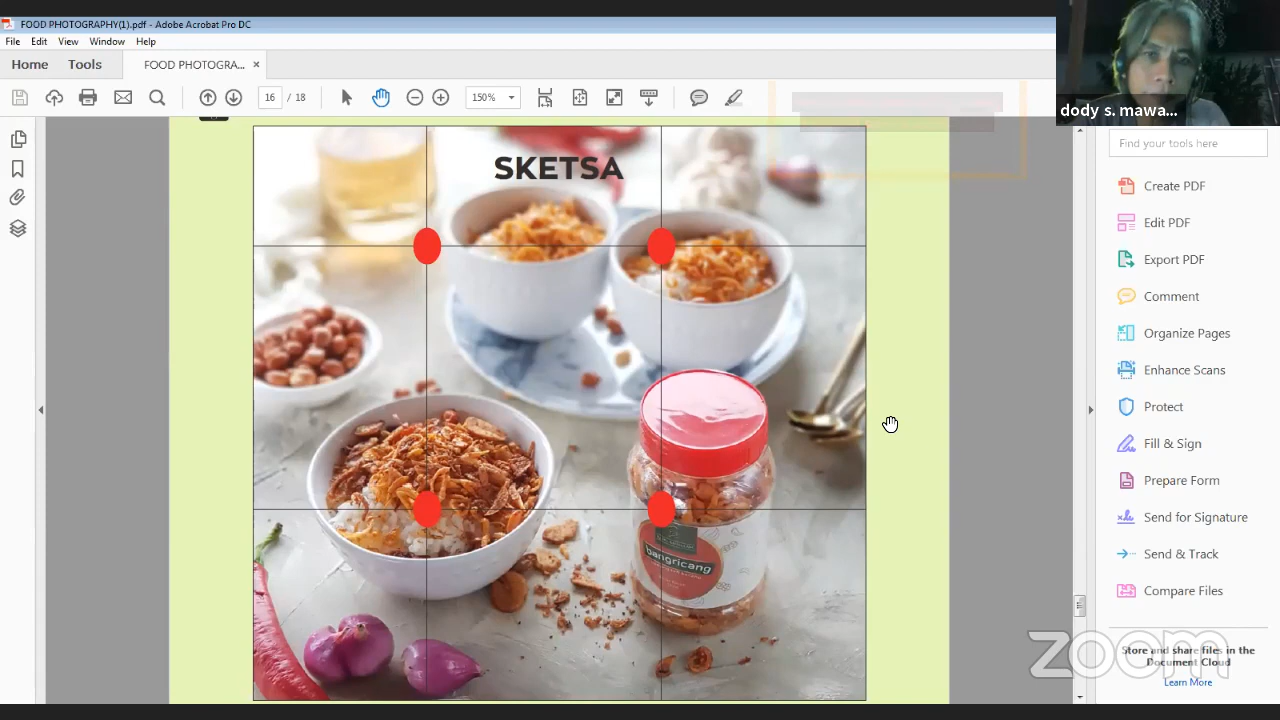 FOOD PHOTOGRAPHY(1).pdf - Adobe Acrobat Pro DC
File Edit View Window Help
Home Tools FOOD PHOTOGRA... ×
16 / 18 150%
dody s. mawa...
SKETSA
bangricang
Find your tools here
Create PDF
Edit PDF
Export PDF
Comment
Organize Pages
Enhance Scans
Protect
Fill & Sign
Prepare Form
Send for Signature
Send & Track
Compare Files
Store and share files in the
Document Cloud
Learn More
zoom